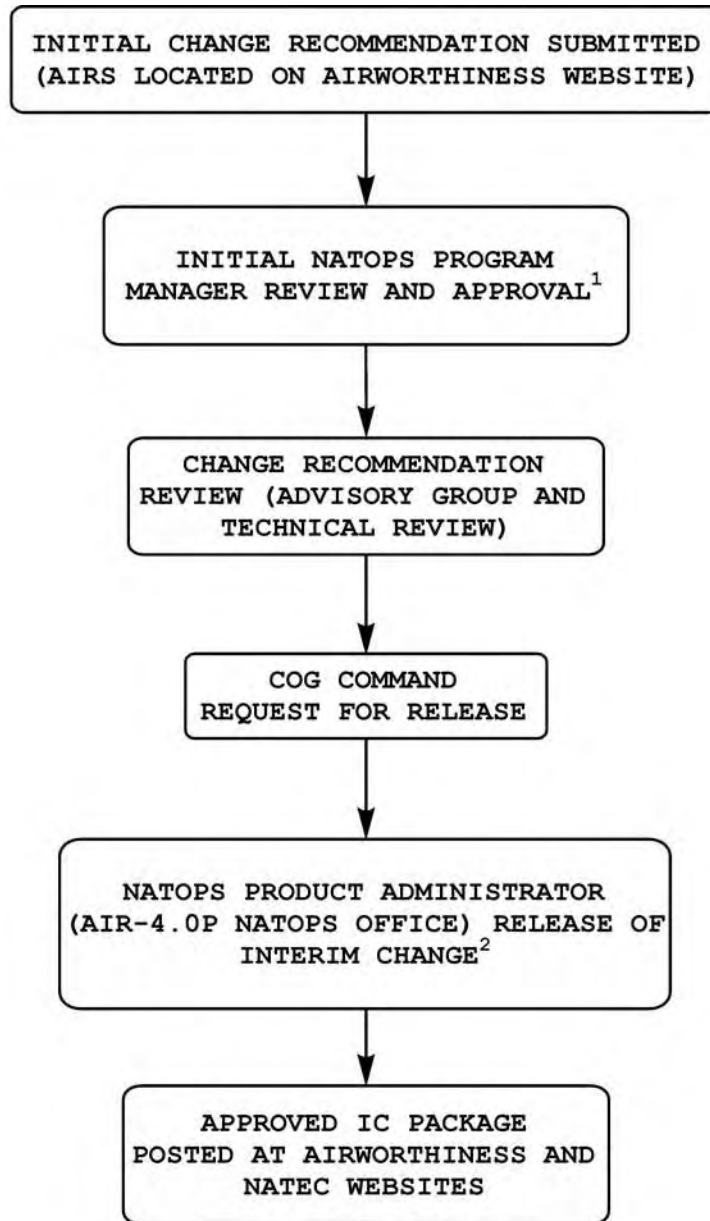 INITIAL CHANGE RECOMMENDATION SUBMITTED
(AIRS LOCATED ON AIRWORTHINESS WEBSITE)
INITIAL NATOPS PROGRAM
MANAGER REVIEW AND APPROVAL¹
CHANGE RECOMMENDATION
REVIEW (ADVISORY GROUP AND
TECHNICAL REVIEW)
COG COMMAND
REQUEST FOR RELEASE
NATOPS PRODUCT ADMINISTRATOR
(AIR-4.0P NATOPS OFFICE) RELEASE OF
INTERIM CHANGE²
APPROVED IC PACKAGE
POSTED AT AIRWORTHINESS AND
NATEC WEBSITES